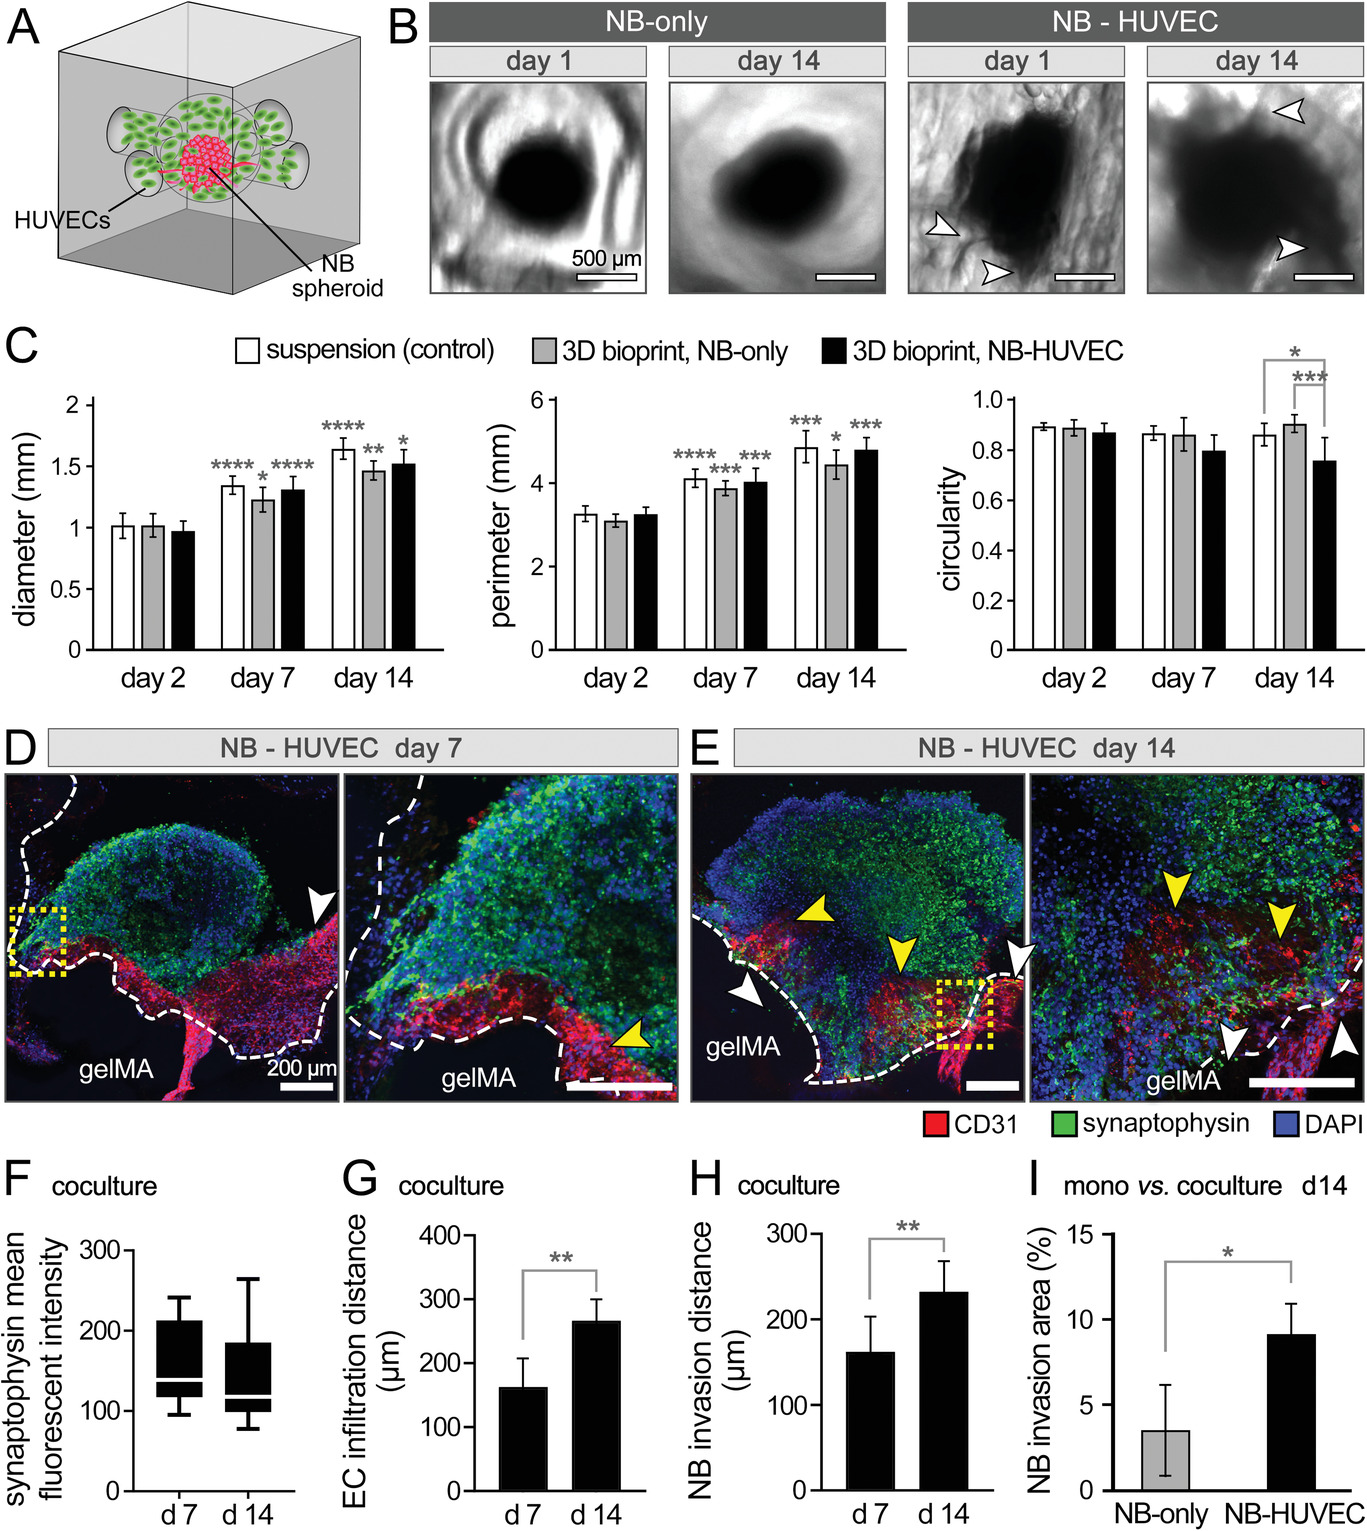 A
HUVECs
NB
spheroid
B
NB-only
NB - HUVEC
day 1
day 14
day 1
day 14
500 µm
C
suspension (control)
3D bioprint, NB-only
3D bioprint, NB-HUVEC
diameter (mm)
2
1.5
1
0.5
0
**** * ****
**** ** *
day 2 day 7 day 14
perimeter (mm)
6
4
2
0
**** *** ***
*** * ***
day 2 day 7 day 14
circularity
1.0
0.8
0.6
0.4
0.2
0
*
***
day 2 day 7 day 14
D
NB - HUVEC day 7
gelMA
200 µm
gelMA
E
NB - HUVEC day 14
gelMA
gelMA
CD31
synaptophysin
DAPI
F coculture
synaptophysin mean
fluorescent intensity
300
200
100
0
d 7 d 14
G coculture
EC infiltration distance
(µm)
400
300
200
100
0
**
d 7 d 14
H coculture
NB invasion distance
(µm)
300
200
100
0
**
d 7 d 14
I mono vs. coculture d14
NB invasion area (%)
15
10
5
0
*
NB-only NB-HUVEC